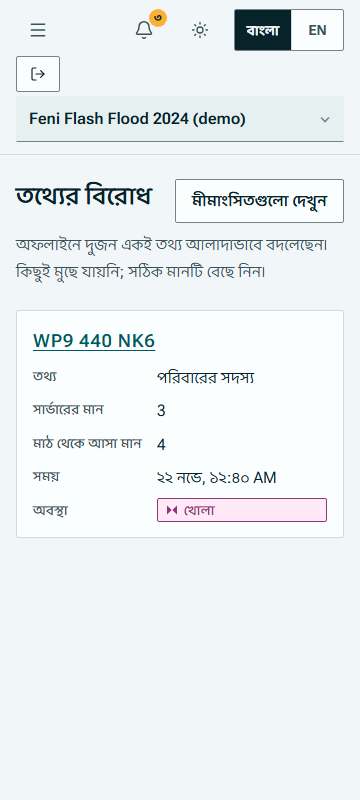 ৩
বাংলা
EN
Feni Flash Flood 2024 (demo)
তথ্যের বিরোধ
মীমাংসিতগুলো দেখুন
অফলাইনে দুজন একই তথ্য আলাদাভাবে বদলেছেন।
কিছুই মুছে যায়নি; সঠিক মানটি বেছে নিন।
WP9 440 NK6
তথ্য
পরিবারের সদস্য
সার্ভারের মান
3
মাঠ থেকে আসা মান
4
সময়
২২ নভে, ১২:৪০ AM
অবস্থা
খোলা